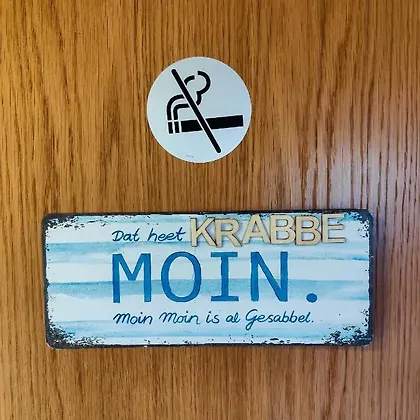 Dat heet KRABBE
MOIN.
Moin Moin is al Gesabbel.